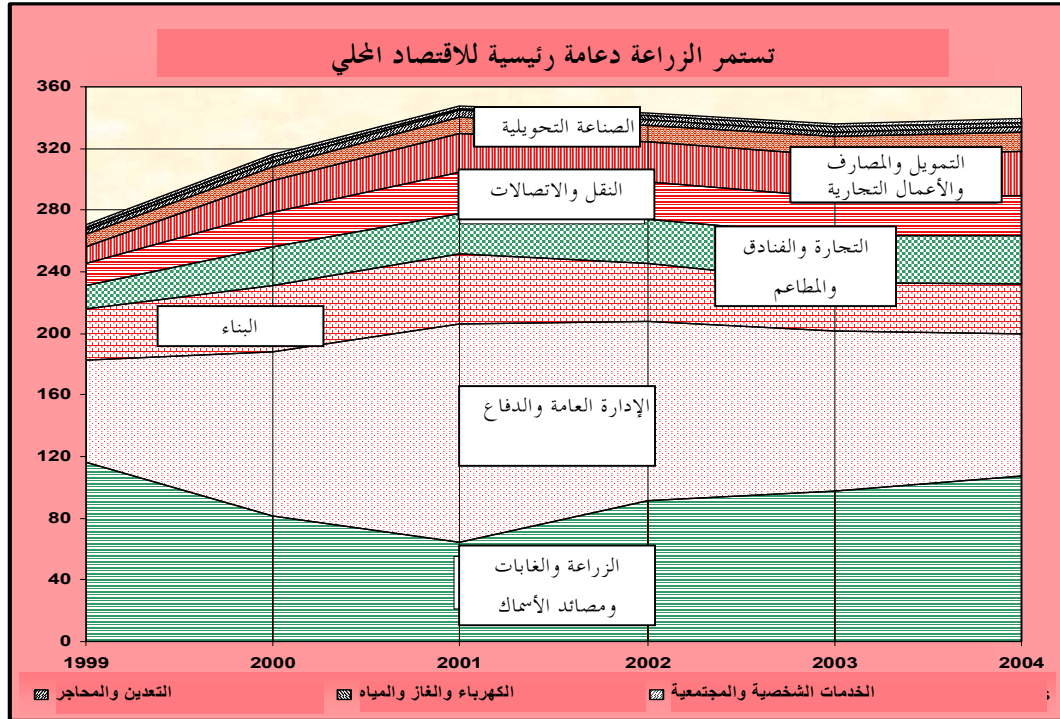 تستمر الزراعة دعامة رئيسية للاقتصاد المحلي
360
320
280
240
200
160
120
80
40
0
الصناعة التحويلية
التمويل والمصارف
والأعمال التجارية
النقل والاتصالات
التجارة والفنادق
والمطاعم
البناء
الإدارة العامة والدفاع
الزراعة والغابات
ومصائد الأسماك
1999 2000 2001 2002 2003 2004
التعدين والمحاجر
الكهرباء والغاز والمياه
الخدمات الشخصية والمجتمعية